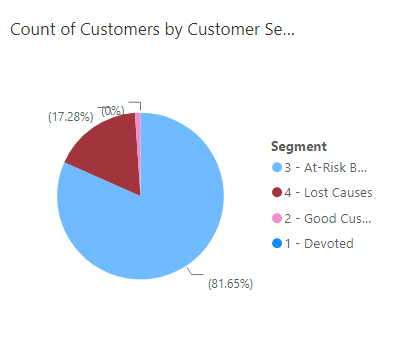 Count of Customers by Customer Se...
(0%)
(17.28%)
Segment
3 - At-Risk B...
4 - Lost Causes
2 - Good Cus...
1 - Devoted
(81.65%)